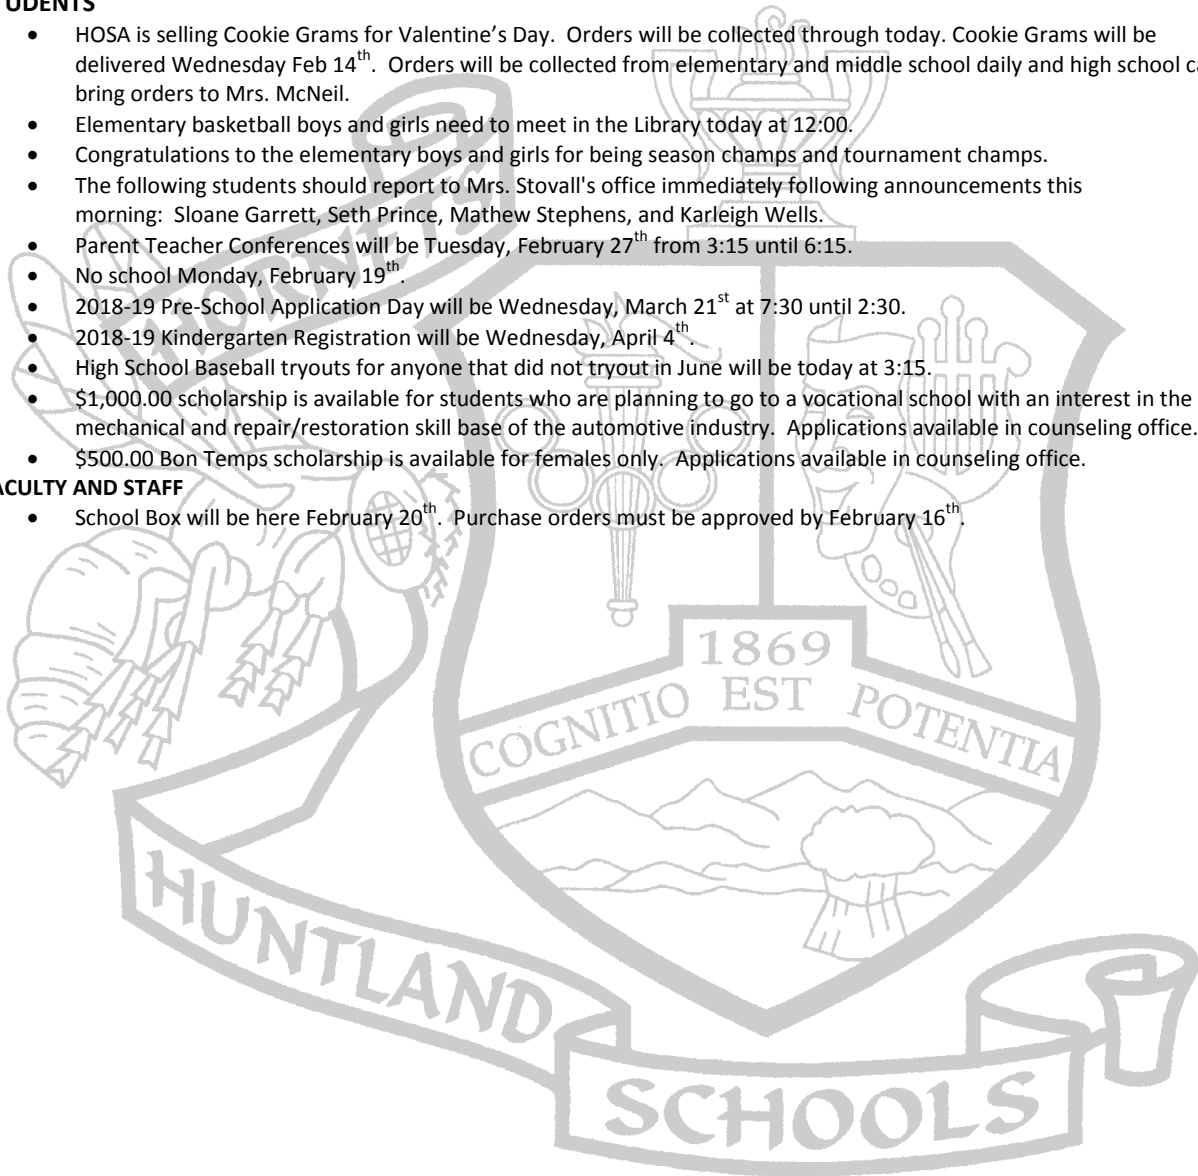 TUDENTS
• HOSA is selling Cookie Grams for Valentine’s Day. Orders will be collected through today. Cookie Grams will be
delivered Wednesday Feb 14th. Orders will be collected from elementary and middle school daily and high school ca
bring orders to Mrs. McNeil.
• Elementary basketball boys and girls need to meet in the Library today at 12:00.
• Congratulations to the elementary boys and girls for being season champs and tournament champs.
• The following students should report to Mrs. Stovall's office immediately following announcements this
morning: Sloane Garrett, Seth Prince, Mathew Stephens, and Karleigh Wells.
• Parent Teacher Conferences will be Tuesday, February 27th from 3:15 until 6:15.
• No school Monday, February 19th.
• 2018-19 Pre-School Application Day will be Wednesday, March 21st at 7:30 until 2:30.
• 2018-19 Kindergarten Registration will be Wednesday, April 4th.
• High School Baseball tryouts for anyone that did not tryout in June will be today at 3:15.
• $1,000.00 scholarship is available for students who are planning to go to a vocational school with an interest in the
mechanical and repair/restoration skill base of the automotive industry. Applications available in counseling office.
• $500.00 Bon Temps scholarship is available for females only. Applications available in counseling office.
ACULTY AND STAFF
• School Box will be here February 20th. Purchase orders must be approved by February 16th.
HORNETS
1869
COGNITIO EST POTENTIA
HUNTLAND
SCHOOLS